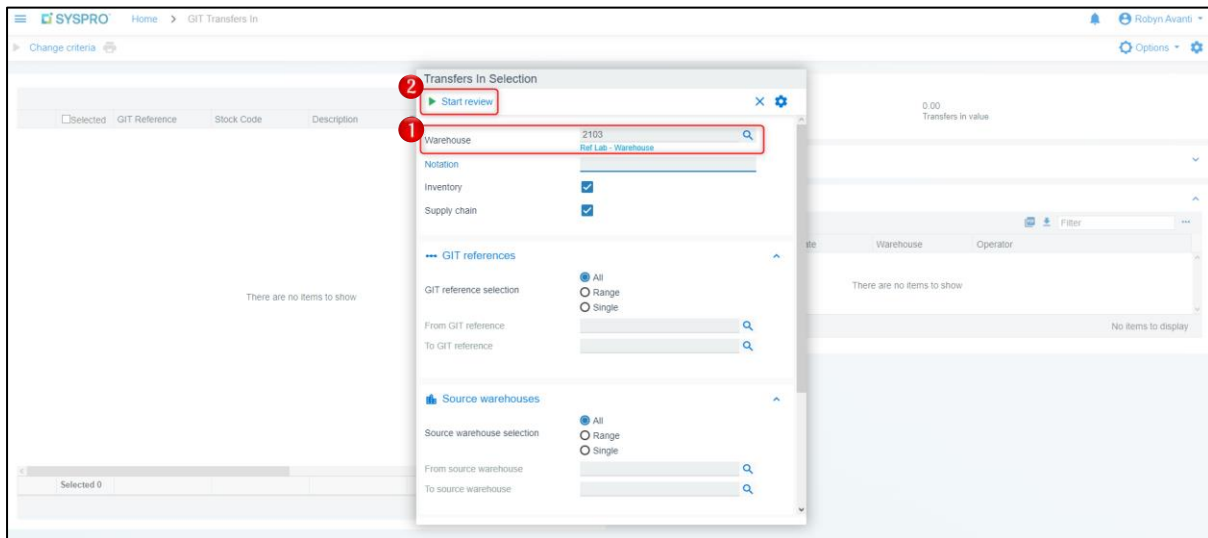 SYSPRO Home > GIT Transfers In Robyn Avanti
Change criteria Options
Transfers In Selection
2
Start review
0.00
Transfers in value
Selected GIT Reference Stock Code Description
1
Warehouse 2103
Ref Lab - Warehouse
Notation
Inventory
Supply chain
Filter
Warehouse Operator
GIT references
All
GIT reference selection Range
Single
There are no items to show
There are no items to show
From GIT reference
To GIT reference
No items to display
Source warehouses
All
Source warehouse selection Range
Single
From source warehouse
To source warehouse
Selected 0